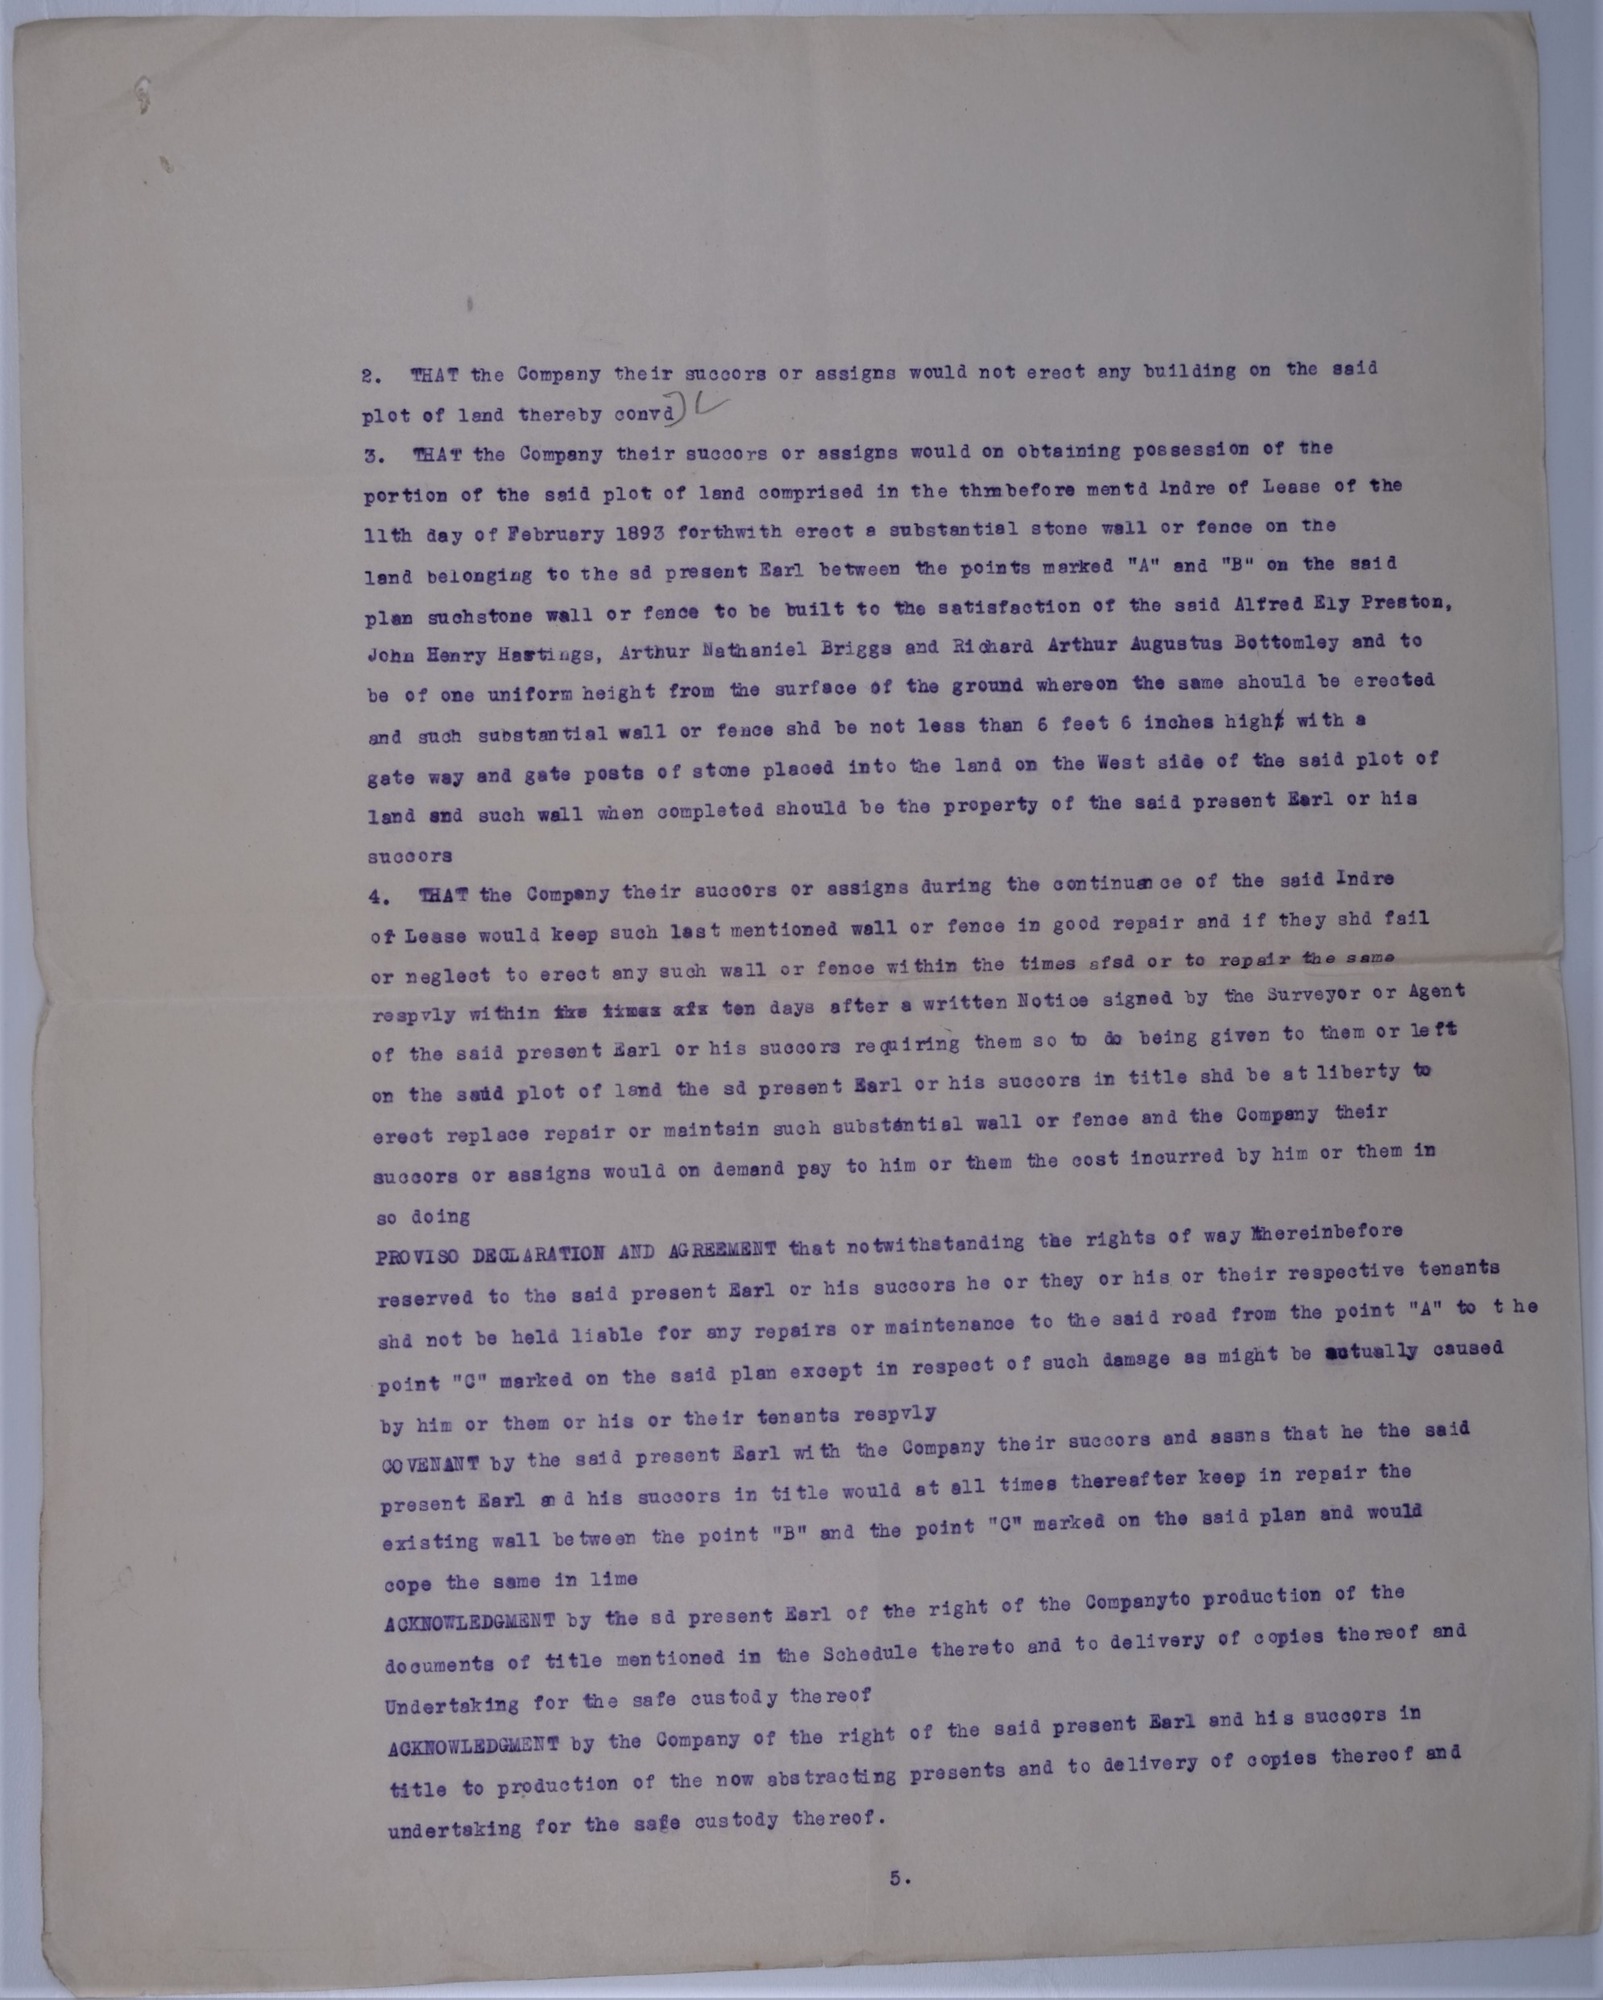 2. THAT the Company their succors or assigns would not erect any building on the said
plot of land thereby convd
3. THAT the Company their succors or assigns would on obtaining possession of the
portion of the said plot of land comprised in the thrnbefore mentd Indre of Lease of the
11th day of February 1893 forthwith erect a substantial stone wall or fence on the
land belonging to the sd present Earl between the points marked "A" and "B" on the said
plan suchstone wall or fence to be built to the satisfaction of the said Alfred Ely Preston,
John Henry Hastings, Arthur Nathaniel Briggs and Richard Arthur Augustus Bottomley and to
be of one uniform height from the surface of the ground whereon the same should be erected
and such substantial wall or fence shd be not less than 6 feet 6 inches high with a
gate way and gate posts of stone placed into the land on the West side of the said plot of
land and such wall when completed should be the property of the said present Earl or his
succors
4. THAT the Company their succors or assigns during the continuance of the said Indre
of Lease would keep such last mentioned wall or fence in good repair and if they shd fail
or neglect to erect any such wall or fence within the times afsd or to repair the same
respvly within ten days after a written Notice signed by the Surveyor or Agent
of the said present Earl or his succors requiring them so to do being given to them or left
on the said plot of land the sd present Earl or his succors in title shd be at liberty to
erect replace repair or maintain such substantial wall or fence and the Company their
succors or assigns would on demand pay to him or them the cost incurred by him or them in
so doing
PROVISO DECLARATION AND AGREEMENT that notwithstanding the rights of way thereinbefore
reserved to the said present Earl or his succors he or they or his or their respective tenants
shd not be held liable for any repairs or maintenance to the said road from the point "A" to the
point "C" marked on the said plan except in respect of such damage as might be actually caused
by him or them or his or their tenants respvly
COVENANT by the said present Earl with the Company their succors and assns that he the said
present Earl and his succors in title would at all times thereafter keep in repair the
existing wall between the point "B" and the point "C" marked on the said plan and would
cope the same in lime
ACKNOWLEDGMENT by the sd present Earl of the right of the Companyto production of the
documents of title mentioned in the Schedule thereto and to delivery of copies thereof and
Undertaking for the safe custody thereof
ACKNOWLEDGMENT by the Company of the right of the said present Earl and his succors in
title to production of the now abstracting presents and to delivery of copies thereof and
undertaking for the safe custody thereof.
5.